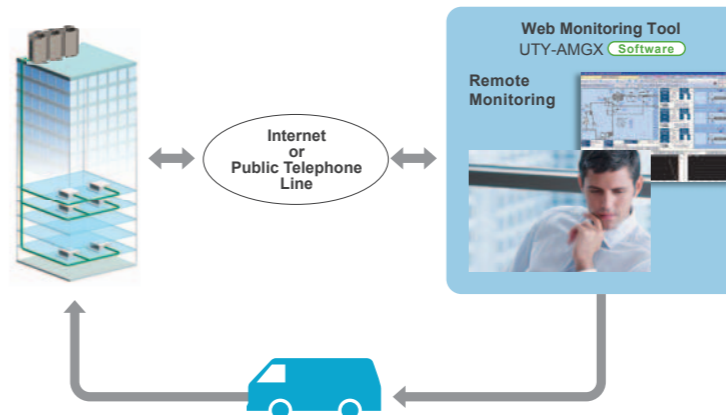 Web Monitoring Tool
UTY-AMGX Software
Remote
Monitoring
Internet
or
Public Telephone
Line